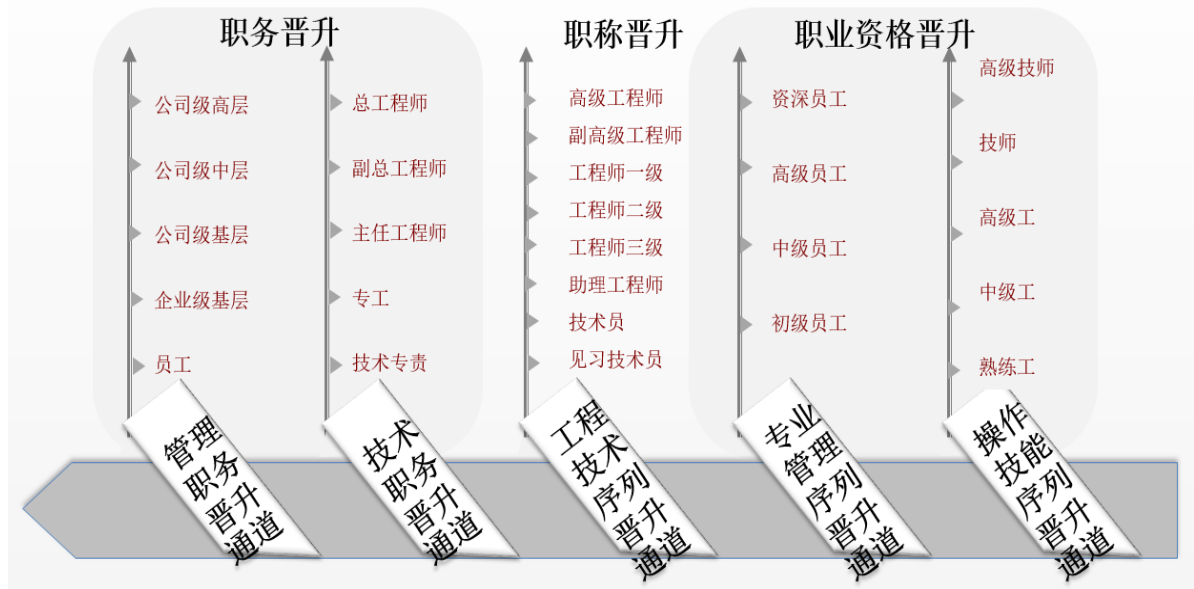 职务晋升
公司级高层
公司级中层
公司级基层
企业级基层
员工
管理
职务
晋升
通道
总工程师
副总工程师
主任工程师
专工
技术专责
技术
职务
晋升
通道
职称晋升
高级工程师
副高级工程师
工程师一级
工程师二级
工程师三级
助理工程师
技术员
见习技术员
工程
技术
序列
晋升
通道
职业资格晋升
资深员工
高级员工
中级员工
初级员工
专业
管理
序列
晋升
通道
高级技师
技师
高级工
中级工
熟练工
操作
技能
序列
晋升
通道